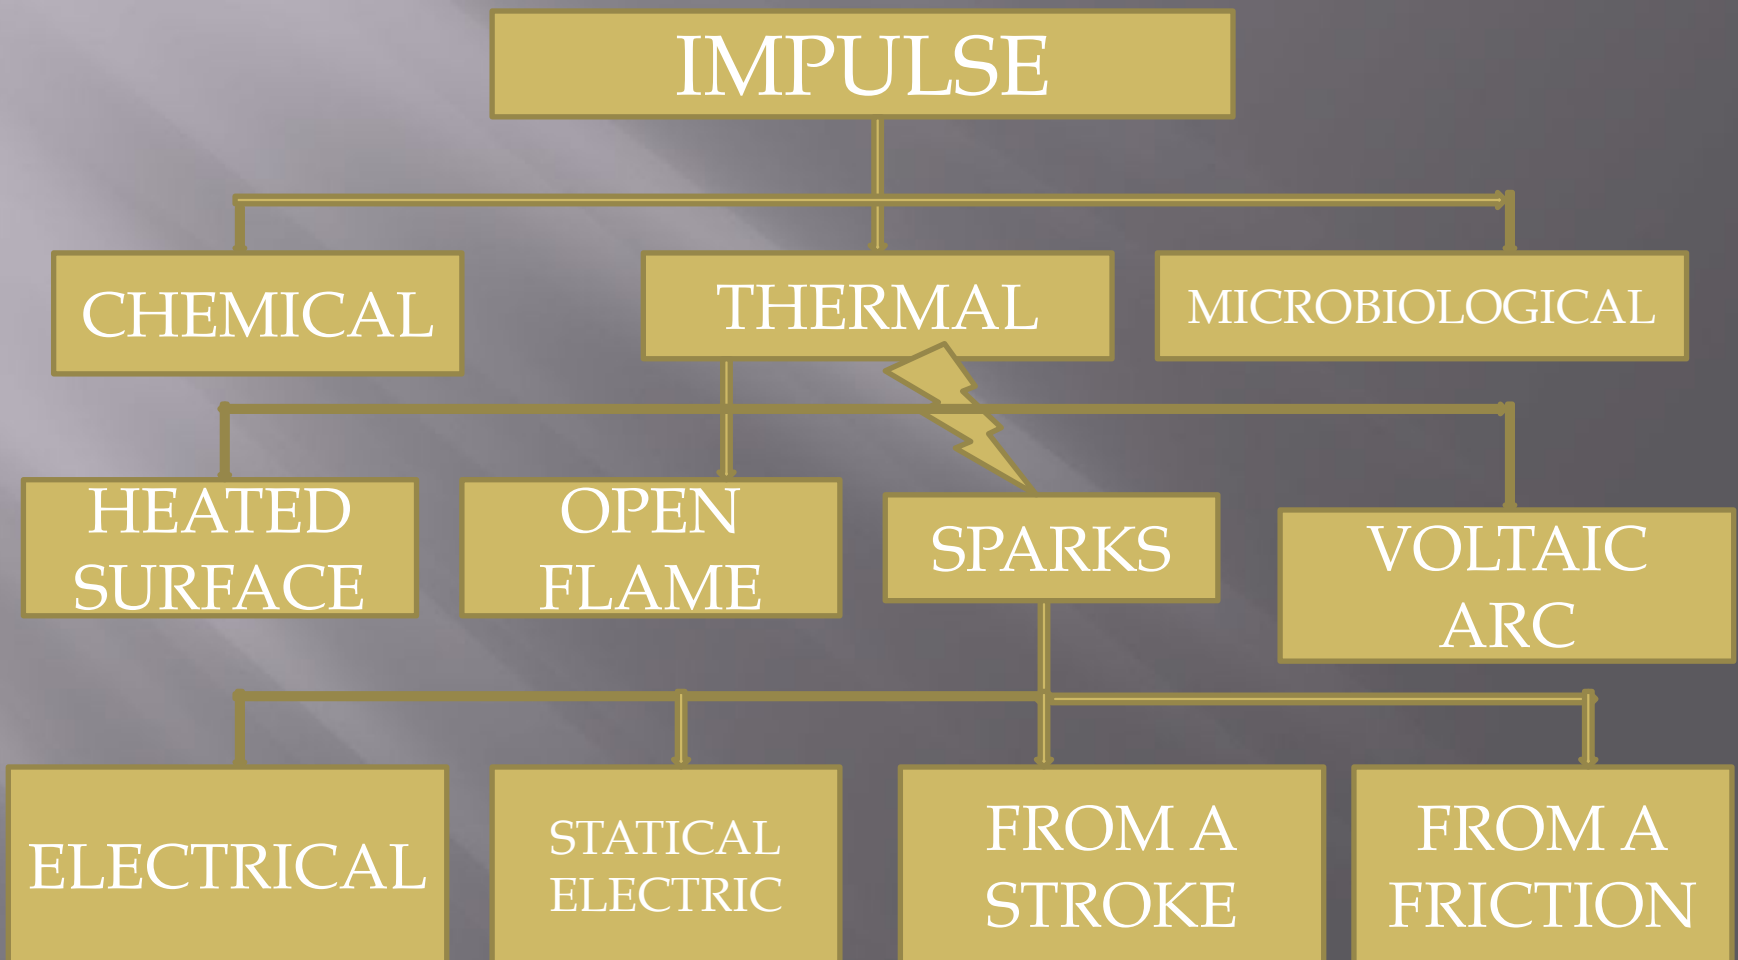 IMPULSE
CHEMICAL
THERMAL
MICROBIOLOGICAL
HEATED
SURFACE
OPEN
FLAME
SPARKS
VOLTAIC
ARC
ELECTRICAL
STATICAL
ELECTRIC
FROM A
STROKE
FROM A
FRICTION